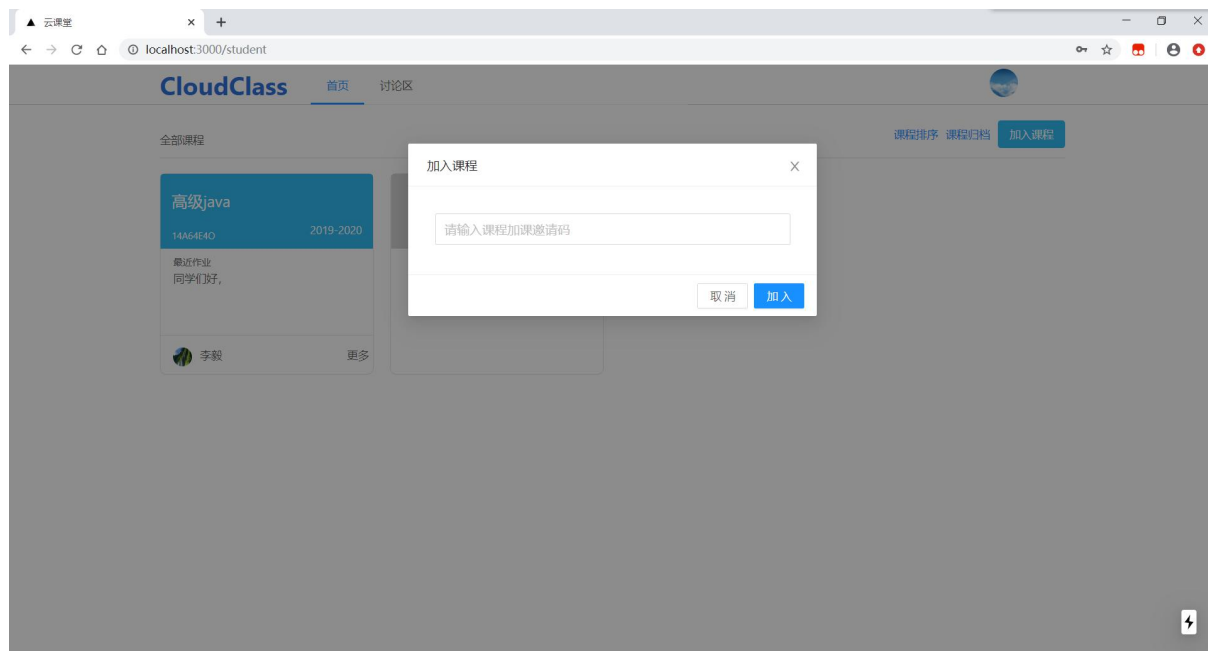 云课堂
localhost:3000/student
CloudClass 首页 讨论区
全部课程 课程排序 课程归档 加入课程
加入课程
高级java
14A64E4O 2019-2020
请输入课程加课邀请码
最近作业
同学们好,
取消 加入
李毅 更多